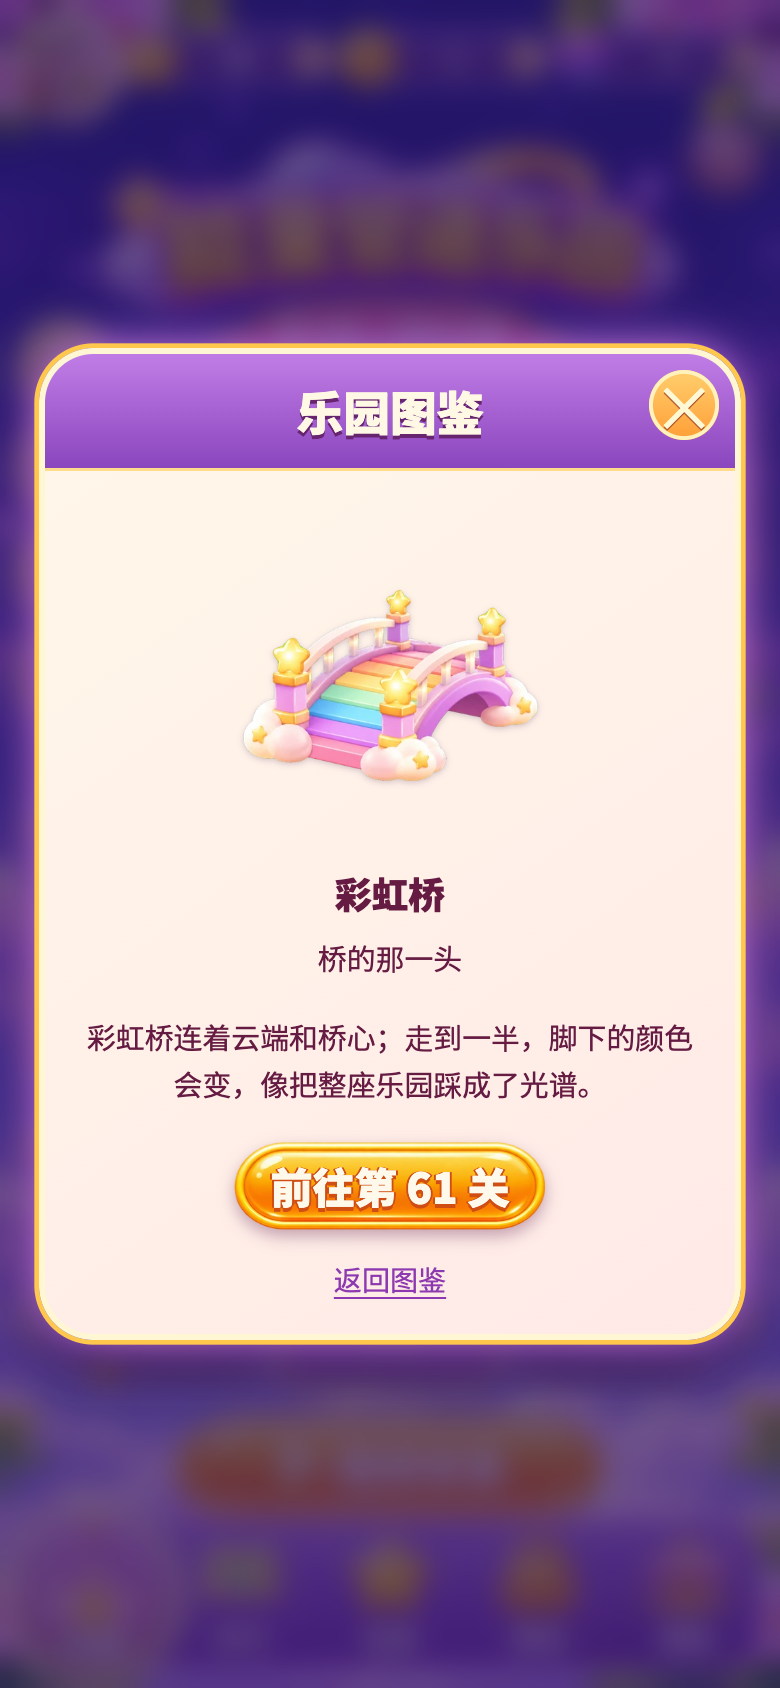 乐园图鉴
彩虹桥
桥的那一头
彩虹桥连着云端和桥心；走到一半，脚下的颜色
会变，像把整座乐园踩成了光谱。
前往第 61 关
返回图鉴